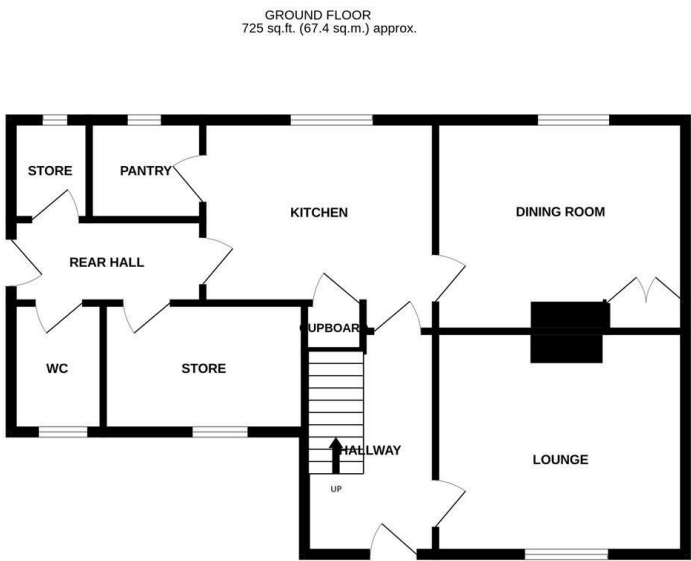 GROUND FLOOR
725 sq.ft. (67.4 sq.m.) approx.
STORE
PANTRY
KITCHEN
DINING ROOM
REAR HALL
CUPBOARD
WC
STORE
HALLWAY
LOUNGE
UP